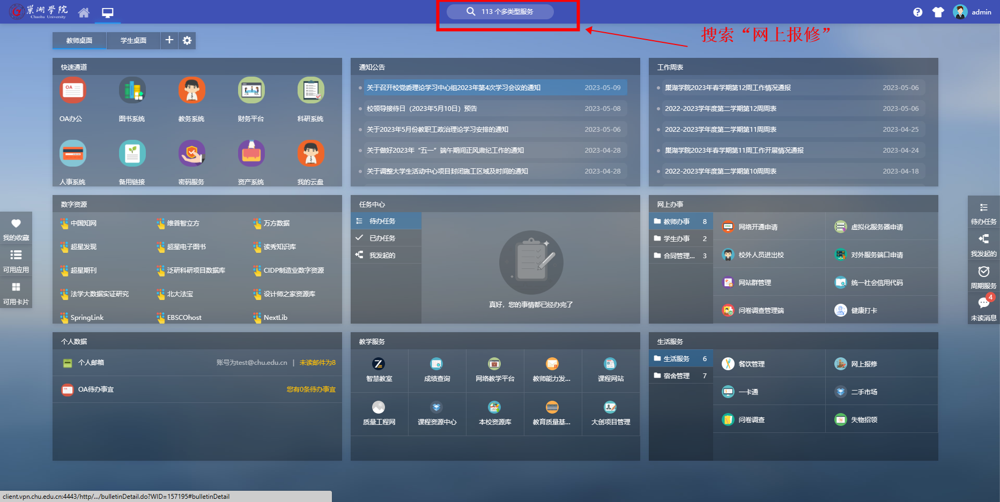 巢湖學院
Chaohu University
113 个多类型服务
admin
搜索“网上报修”
教师桌面
学生桌面
快速通道
OA
OA办公
图书系统
教务系统
财务平台
科研系统
人事系统
备用链接
密码服务
资产系统
我的云盘
通知公告
关于召开校党委理论学习中心组2023年第4次学习会议的通知 2023-05-09
校领导接待日（2023年5月10日）预告 2023-05-08
关于2023年5月份教职工政治理论学习安排的通知 2023-05-06
关于做好2023年“五一”端午期间正风肃纪工作的通知 2023-04-28
关于调整大学生活动中心项目封闭施工区域及时间的通知 2023-04-28
工作周表
巢湖学院2023年春学期第12周工作情况通报 2023-05-06
2022-2023学年度第二学期第12周周表 2023-05-06
2022-2023学年度第二学期第11周周表 2023-04-25
巢湖学院2023年春学期第11周工作开展情况通报 2023-04-24
2022-2023学年度第二学期第10周周表 2023-04-18
我的收藏
可用应用
可用卡片
数字资源
中国知网
维普智立方
万方数据
超星发现
超星电子图书
读秀知识库
超星期刊
泛研科研项目数据库
CIDP制造业数字资源
法学大数据实证研究
北大法宝
设计师之家资源库
SpringLink
EBSCOhost
NextLib
任务中心
待办任务
已办任务
我发起的
真好，您的事情都已经办完了
网上办事
教师办事 8
学生办事 2
合同管理... 3
网络开通申请
虚拟化服务器申请
校外人员进出校
对外服务端口申请
网站群管理
统一社会信用代码
问卷调查管理端
健康打卡
待办任务
我发起的
周期服务
4
未读消息
个人数据
个人邮箱
账号为test@chu.edu.cn | 未读邮件为8
OA待办事宜
您有0条待办事宜
教学服务
智慧教室
成绩查询
网络教学平台
教师能力发...
课程网站
质量工程网
课程资源中心
本校资源库
教育质量基...
大创项目管理
生活服务
生活服务 6
宿舍管理 7
餐饮管理
网上报修
一卡通
二手市场
问卷调查
失物招领
client.vpn.chu.edu.cn:4443/http/.../bulletinDetail.do?WID=157195#bulletinDetail